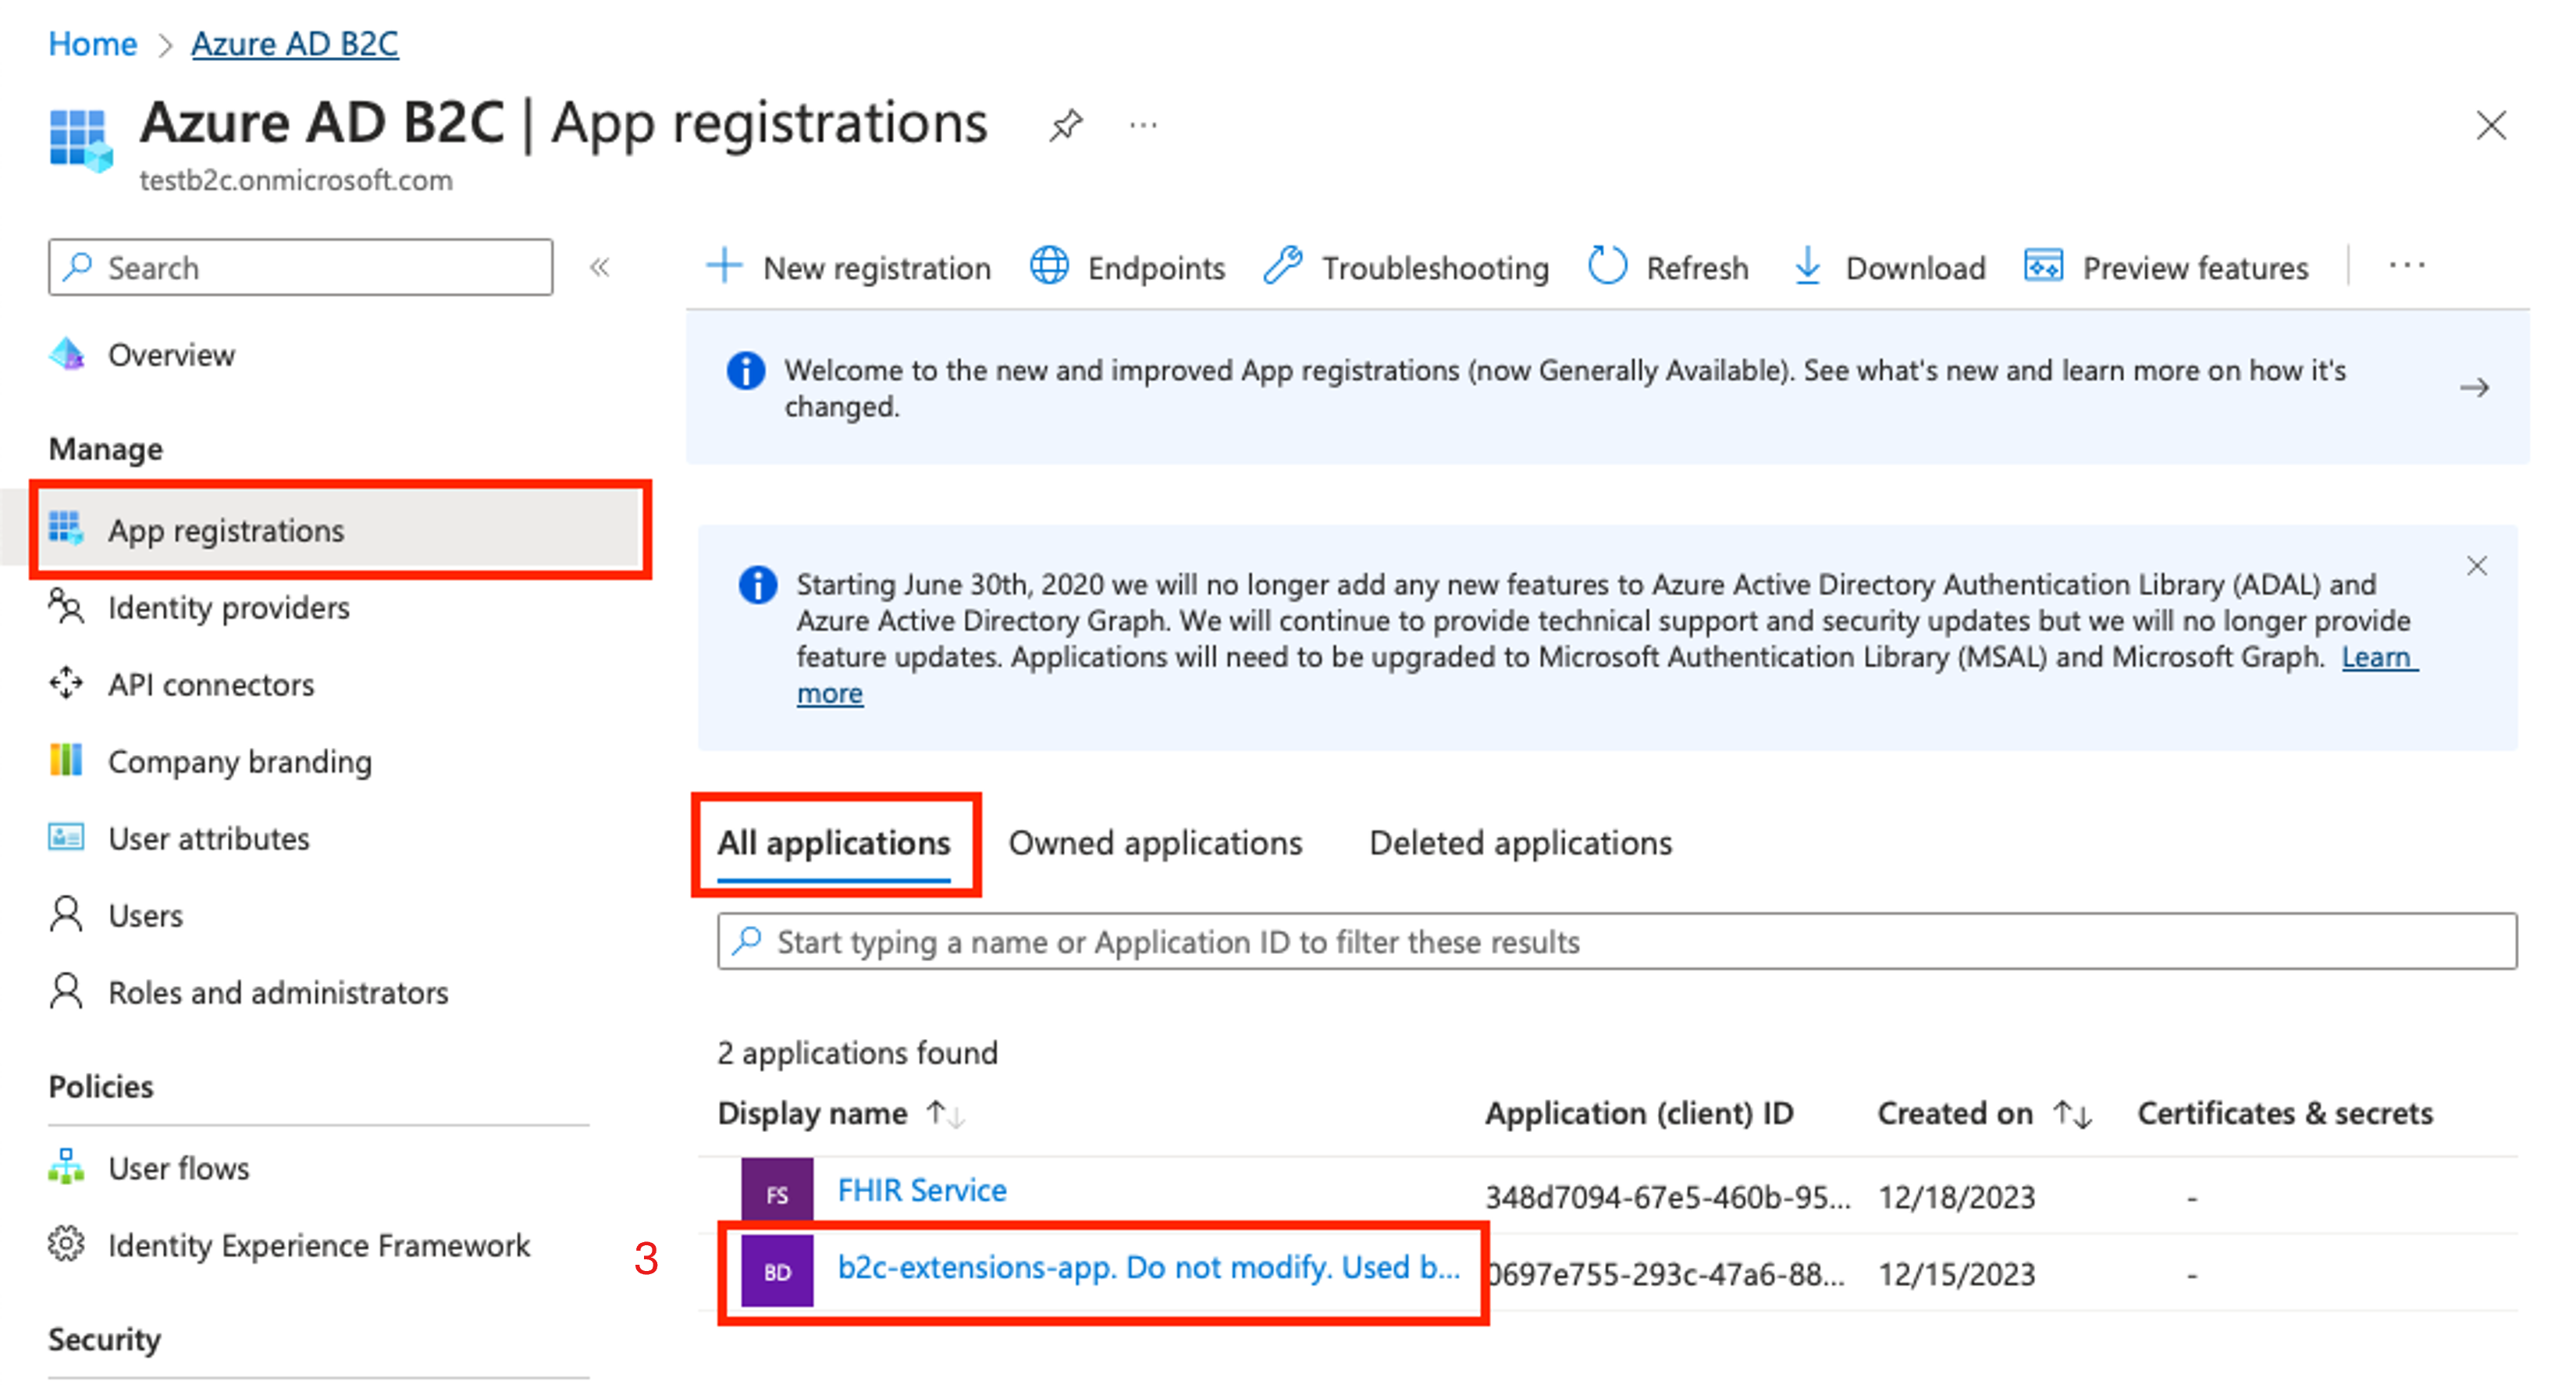 Home > Azure AD B2C
Azure AD B2C | App registrations ...
testb2c.onmicrosoft.com
Search «
Overview
Manage
App registrations
Identity providers
API connectors
Company branding
User attributes
Users
Roles and administrators
Policies
User flows
Identity Experience Framework
Security
New registration Endpoints Troubleshooting Refresh Download Preview features ...
Welcome to the new and improved App registrations (now Generally Available). See what's new and learn more on how it's
changed.
Starting June 30th, 2020 we will no longer add any new features to Azure Active Directory Authentication Library (ADAL) and
Azure Active Directory Graph. We will continue to provide technical support and security updates but we will no longer provide
feature updates. Applications will need to be upgraded to Microsoft Authentication Library (MSAL) and Microsoft Graph. Learn
more
All applications Owned applications Deleted applications
Start typing a name or Application ID to filter these results
2 applications found
Display name ↑↓ Application (client) ID Created on ↑↓ Certificates & secrets
FS FHIR Service 348d7094-67e5-460b-95... 12/18/2023 -
3 BD b2c-extensions-app. Do not modify. Used b... 0697e755-293c-47a6-88... 12/15/2023 -